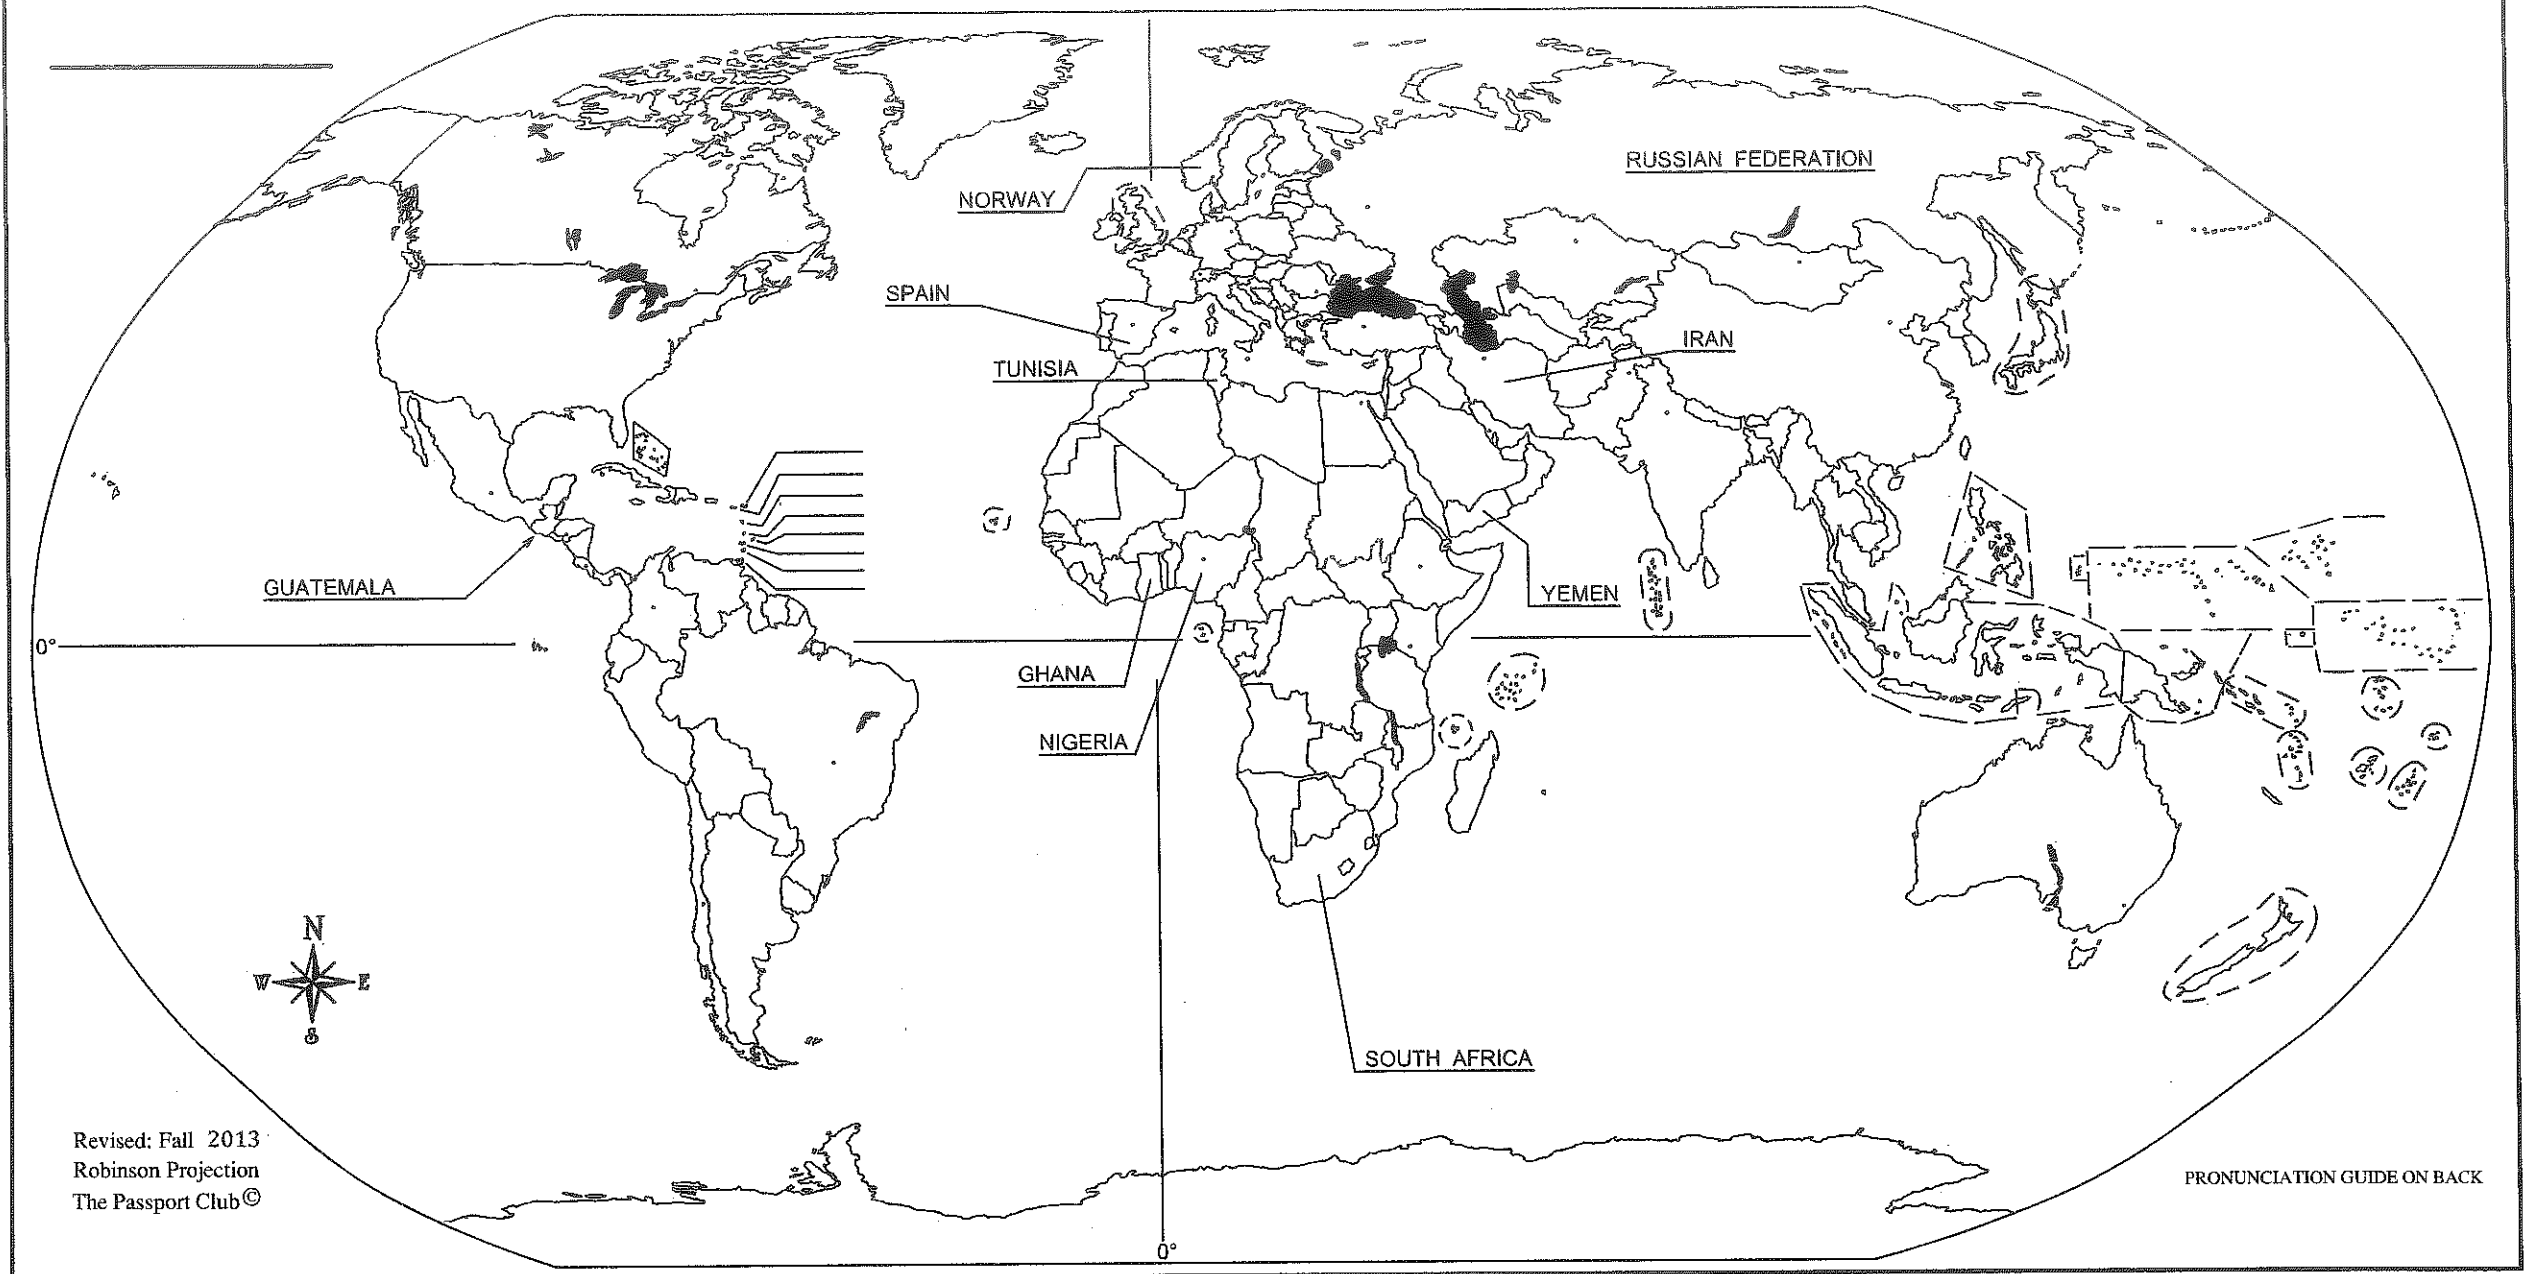 RUSSIAN FEDERATION
NORWAY
SPAIN
IRAN
TUNISIA
GUATEMALA
YEMEN
0°
GHANA
NIGERIA
N
W E
S
SOUTH AFRICA
Revised: Fall 2013
Robinson Projection
The Passport Club©
PRONUNCIATION GUIDE ON BACK
0°